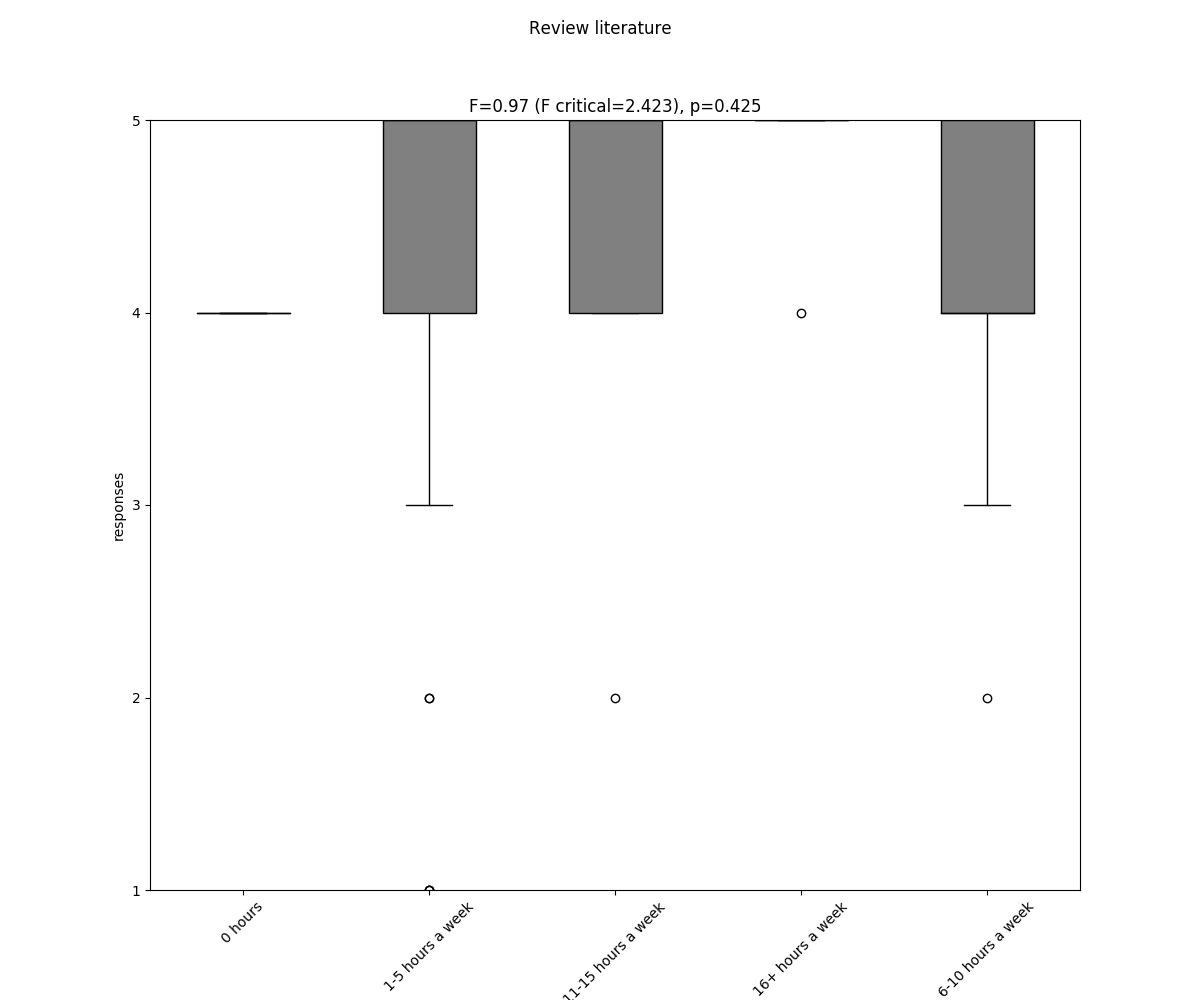 Review literature
F=0.97 (F critical=2.423), p=0.425
5
4
3
2
1
responses
0 hours
1-5 hours a week
11-15 hours a week
16+ hours a week
6-10 hours a week